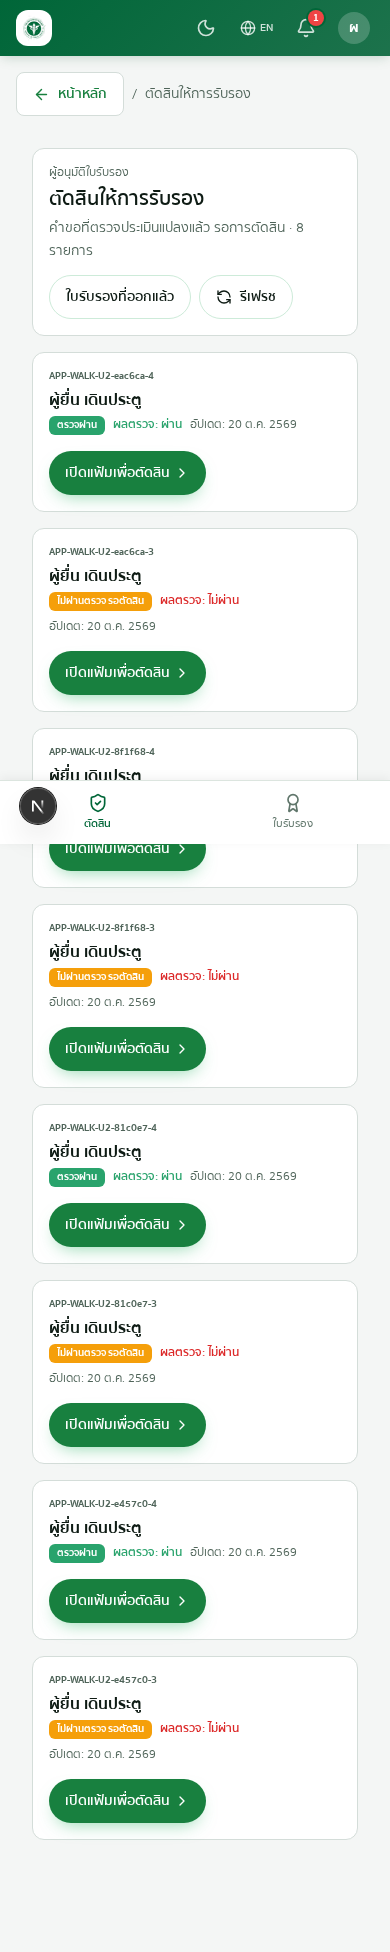 EN
1
ผ
หน้าหลัก / ตัดสินให้การรับรอง
ผู้อนุมัติใบรับรอง
ตัดสินให้การรับรอง
คำขอที่ตรวจประเมินแปลงแล้ว รอการตัดสิน · 8
รายการ
ใบรับรองที่ออกแล้ว
รีเฟรช
APP-WALK-U2-eac6ca-4
ผู้ยื่น เดินประตู
ตรวจผ่าน ผลตรวจ: ผ่าน อัปเดต: 20 ต.ค. 2569
เปิดแฟ้มเพื่อตัดสิน
APP-WALK-U2-eac6ca-3
ผู้ยื่น เดินประตู
ไม่ผ่านตรวจ รอตัดสิน ผลตรวจ: ไม่ผ่าน
อัปเดต: 20 ต.ค. 2569
เปิดแฟ้มเพื่อตัดสิน
APP-WALK-U2-8f1f68-4
ผู้ยื่น เดินประตู
N
ตัดสิน
ใบรับรอง
เปิดแฟ้มเพื่อตัดสิน
APP-WALK-U2-8f1f68-3
ผู้ยื่น เดินประตู
ไม่ผ่านตรวจ รอตัดสิน ผลตรวจ: ไม่ผ่าน
อัปเดต: 20 ต.ค. 2569
เปิดแฟ้มเพื่อตัดสิน
APP-WALK-U2-81c0e7-4
ผู้ยื่น เดินประตู
ตรวจผ่าน ผลตรวจ: ผ่าน อัปเดต: 20 ต.ค. 2569
เปิดแฟ้มเพื่อตัดสิน
APP-WALK-U2-81c0e7-3
ผู้ยื่น เดินประตู
ไม่ผ่านตรวจ รอตัดสิน ผลตรวจ: ไม่ผ่าน
อัปเดต: 20 ต.ค. 2569
เปิดแฟ้มเพื่อตัดสิน
APP-WALK-U2-e457c0-4
ผู้ยื่น เดินประตู
ตรวจผ่าน ผลตรวจ: ผ่าน อัปเดต: 20 ต.ค. 2569
เปิดแฟ้มเพื่อตัดสิน
APP-WALK-U2-e457c0-3
ผู้ยื่น เดินประตู
ไม่ผ่านตรวจ รอตัดสิน ผลตรวจ: ไม่ผ่าน
อัปเดต: 20 ต.ค. 2569
เปิดแฟ้มเพื่อตัดสิน